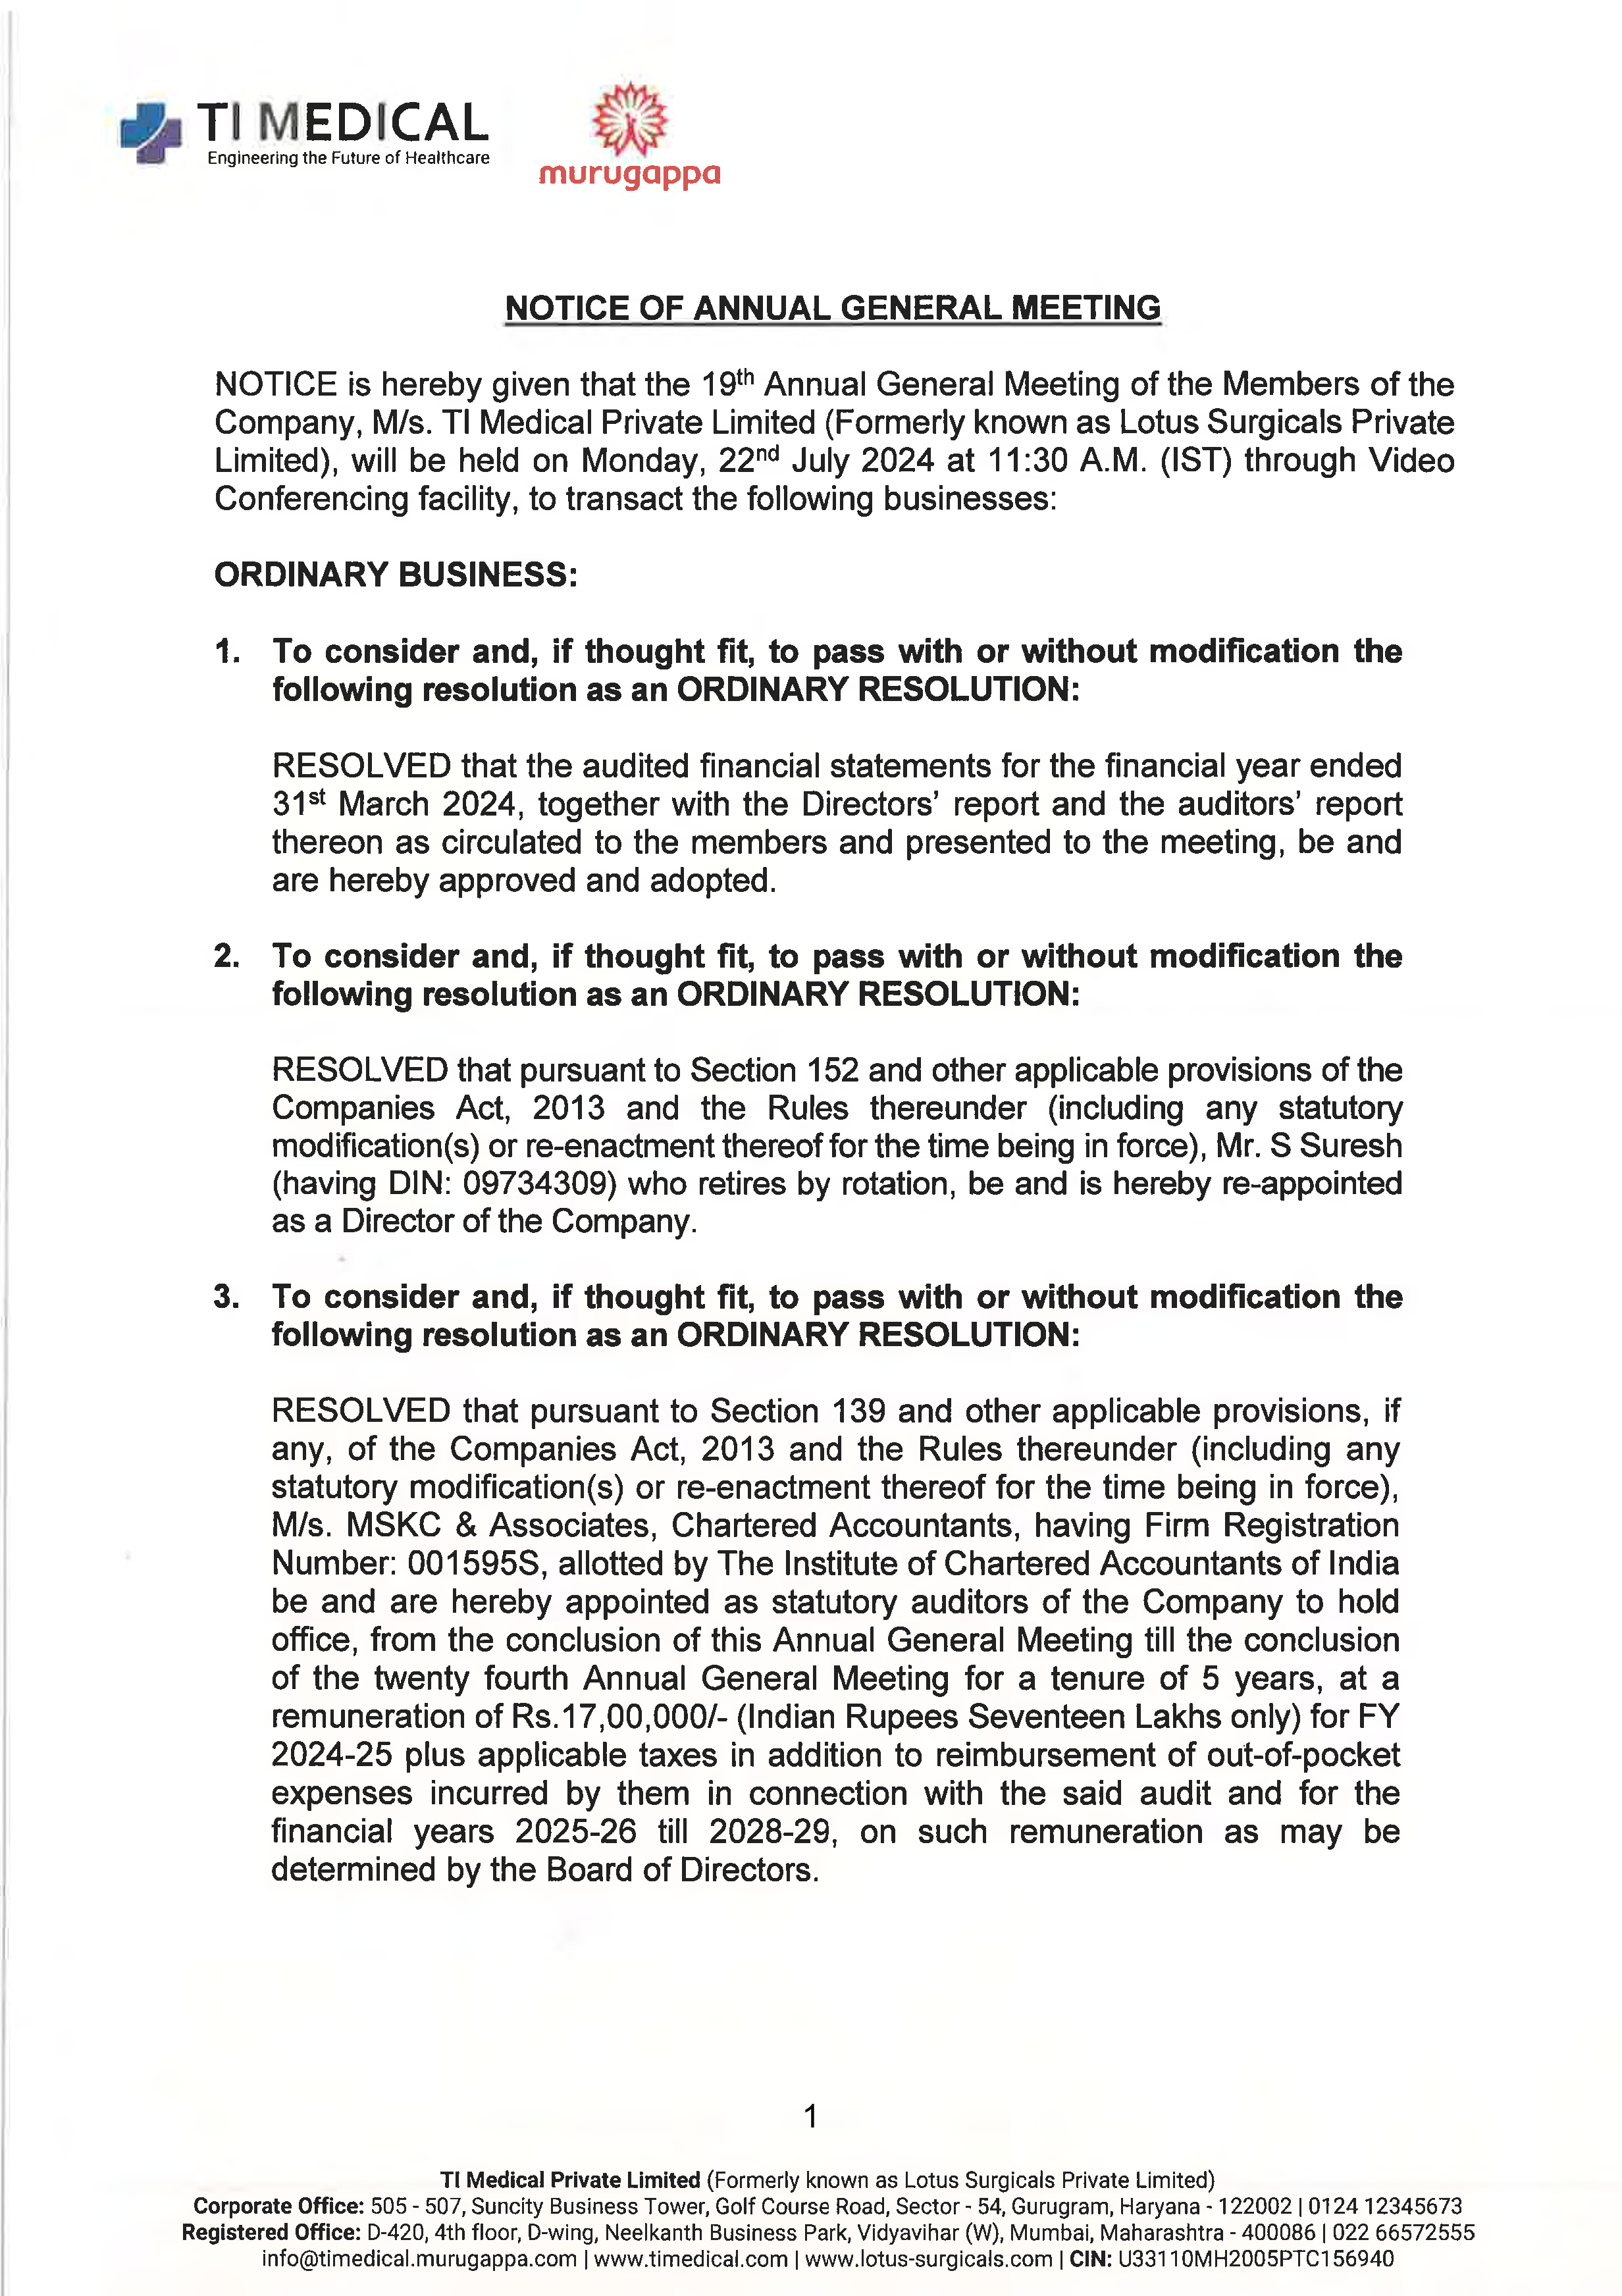 TI MEDICAL
Engineering the Future of Healthcare
murugappa
NOTICE OF ANNUAL GENERAL MEETING
NOTICE is hereby given that the 19th Annual General Meeting of the Members of the
Company, M/s. TI Medical Private Limited (Formerly known as Lotus Surgicals Private
Limited), will be held on Monday, 22nd July 2024 at 11:30 A.M. (IST) through Video
Conferencing facility, to transact the following businesses:
ORDINARY BUSINESS:
1. To consider and, if thought fit, to pass with or without modification the
following resolution as an ORDINARY RESOLUTION:
RESOLVED that the audited financial statements for the financial year ended
31st March 2024, together with the Directors' report and the auditors' report
thereon as circulated to the members and presented to the meeting, be and
are hereby approved and adopted.
2. To consider and, if thought fit, to pass with or without modification the
following resolution as an ORDINARY RESOLUTION:
RESOLVED that pursuant to Section 152 and other applicable provisions of the
Companies Act, 2013 and the Rules thereunder (including any statutory
modification(s) or re-enactment thereof for the time being in force), Mr. S Suresh
(having DIN: 09734309) who retires by rotation, be and is hereby re-appointed
as a Director of the Company.
3. To consider and, if thought fit, to pass with or without modification the
following resolution as an ORDINARY RESOLUTION:
RESOLVED that pursuant to Section 139 and other applicable provisions, if
any, of the Companies Act, 2013 and the Rules thereunder (including any
statutory modification(s) or re-enactment thereof for the time being in force),
M/s. MSKC & Associates, Chartered Accountants, having Firm Registration
Number: 001595S, allotted by The Institute of Chartered Accountants of India
be and are hereby appointed as statutory auditors of the Company to hold
office, from the conclusion of this Annual General Meeting till the conclusion
of the twenty fourth Annual General Meeting for a tenure of 5 years, at a
remuneration of Rs.17,00,000/- (Indian Rupees Seventeen Lakhs only) for FY
2024-25 plus applicable taxes in addition to reimbursement of out-of-pocket
expenses incurred by them in connection with the said audit and for the
financial years 2025-26 till 2028-29, on such remuneration as may be
determined by the Board of Directors.
1
TI Medical Private Limited (Formerly known as Lotus Surgicals Private Limited)
Corporate Office: 505 - 507, Suncity Business Tower, Golf Course Road, Sector - 54, Gurugram, Haryana - 122002 | 0124 12345673
Registered Office: D-420, 4th floor, D-wing, Neelkanth Business Park, Vidyavihar (W), Mumbai, Maharashtra - 400086 | 022 66572555
info@timedical.murugappa.com | www.timedical.com | www.lotus-surgicals.com | CIN: U33110MH2005PTC156940